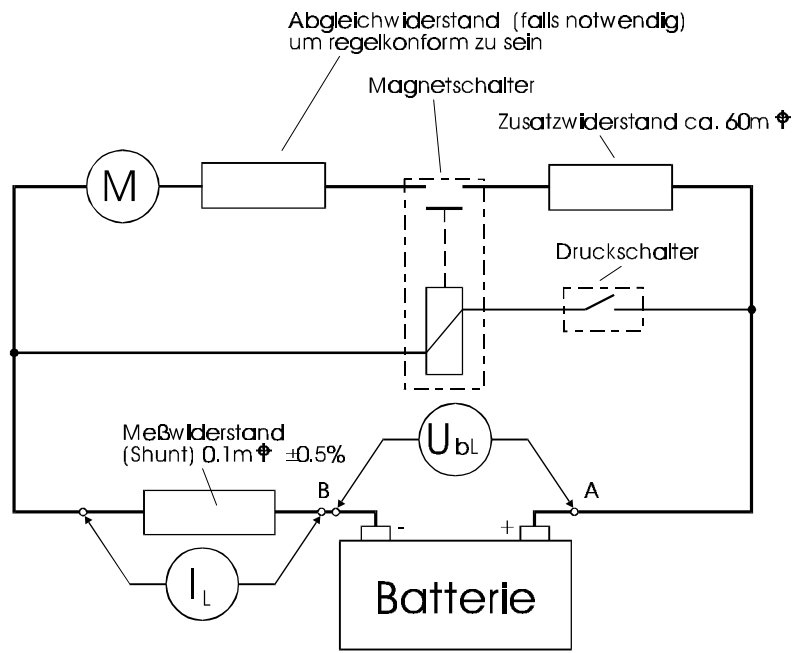 Abgleichwiderstand (falls notwendig)
um regelkonform zu sein
Magnetschalter
Zusatzwiderstand ca. 60m ⌽
M
Druckschalter
Meßwiderstand
(Shunt) 0.1m ⌽ ±0.5%
U bL
B
A
- +
I L
Batterie